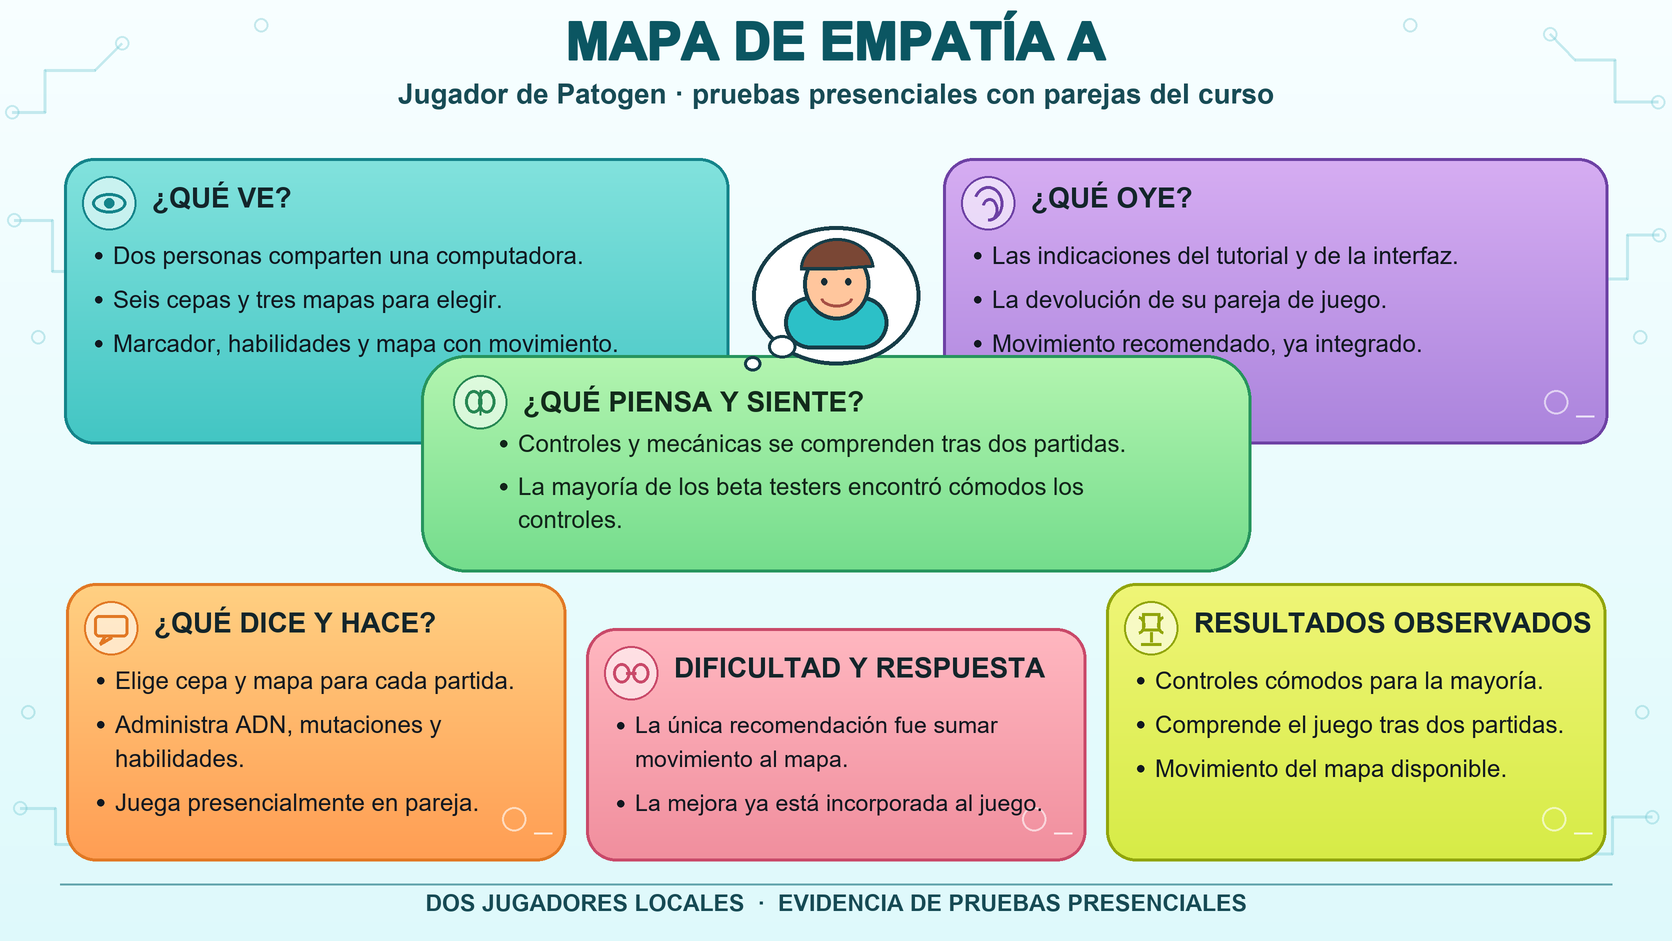 MAPA DE EMPATÍA A
Jugador de Patogen · pruebas presenciales con parejas del curso
¿QUÉ VE?
• Dos personas comparten una computadora.
• Seis cepas y tres mapas para elegir.
• Marcador, habilidades y mapa con movimiento.
¿QUÉ OYE?
• Las indicaciones del tutorial y de la interfaz.
• La devolución de su pareja de juego.
• Movimiento recomendado, ya integrado.
¿QUÉ PIENSA Y SIENTE?
• Controles y mecánicas se comprenden tras dos partidas.
• La mayoría de los beta testers encontró cómodos los
controles.
¿QUÉ DICE Y HACE?
• Elige cepa y mapa para cada partida.
• Administra ADN, mutaciones y
habilidades.
• Juega presencialmente en pareja.
DIFICULTAD Y RESPUESTA
• La única recomendación fue sumar
movimiento al mapa.
• La mejora ya está incorporada al juego.
RESULTADOS OBSERVADOS
• Controles cómodos para la mayoría.
• Comprende el juego tras dos partidas.
• Movimiento del mapa disponible.
DOS JUGADORES LOCALES · EVIDENCIA DE PRUEBAS PRESENCIALES